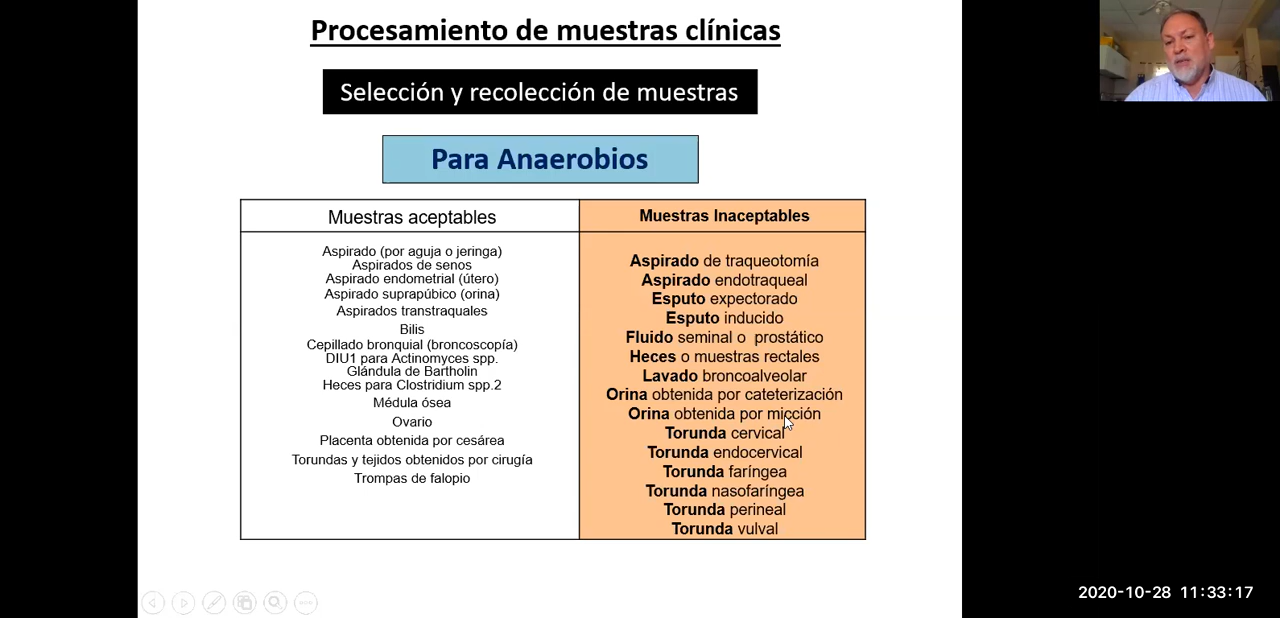 Procesamiento de muestras clínicas
Selección y recolección de muestras
Para Anaerobios
Muestras aceptables
Aspirado (por aguja o jeringa)
Aspirados de senos
Aspirado endometrial (útero)
Aspirado suprapúbico (orina)
Aspirados transtraquales
Bilis
Cepillado bronquial (broncoscopía)
DIU1 para Actinomyces spp.
Glándula de Bartholin
Heces para Clostridium spp.2
Médula ósea
Ovario
Placenta obtenida por cesárea
Torundas y tejidos obtenidos por cirugía
Trompas de falopio
Muestras Inaceptables
Aspirado de traqueotomía
Aspirado endotraqueal
Esputo expectorado
Esputo inducido
Fluido seminal o prostático
Heces o muestras rectales
Lavado broncoalveolar
Orina obtenida por cateterización
Orina obtenida por micción
Torunda cervical
Torunda endocervical
Torunda faríngea
Torunda nasofaríngea
Torunda perineal
Torunda vulval
2020-10-28 11:33:17